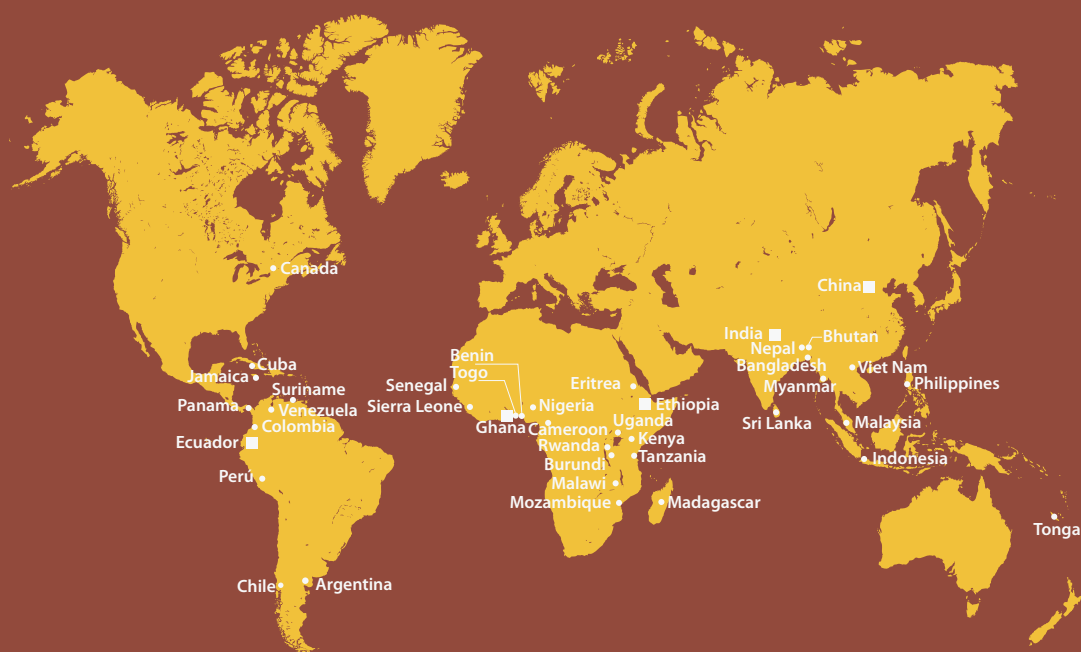 Canada
China
India
Bhutan
Nepal
Bangladesh
Viet Nam
Myanmar
Philippines
Sri Lanka
Malaysia
Indonesia
Tonga
Cuba
Jamaica
Suriname
Panama
Venezuela
Colombia
Ecuador
Perú
Chile
Argentina
Benin
Togo
Senegal
Sierra Leone
Ghana
Nigeria
Cameroon
Eritrea
Ethiopia
Uganda
Kenya
Rwanda
Tanzania
Burundi
Malawi
Mozambique
Madagascar